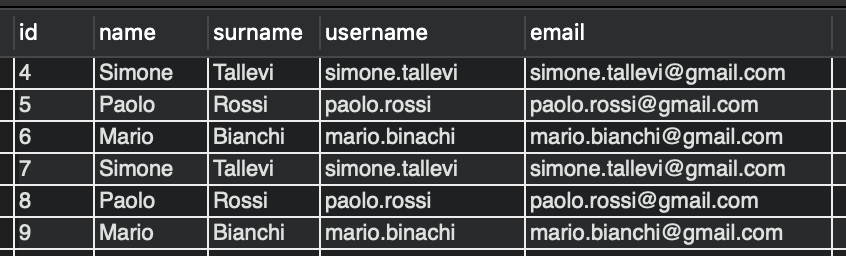 id name surname username email
4 Simone Tallevi simone.tallevi simone.tallevi@gmail.com
5 Paolo Rossi paolo.rossi paolo.rossi@gmail.com
6 Mario Bianchi mario.binachi mario.bianchi@gmail.com
7 Simone Tallevi simone.tallevi simone.tallevi@gmail.com
8 Paolo Rossi paolo.rossi paolo.rossi@gmail.com
9 Mario Bianchi mario.binachi mario.bianchi@gmail.com